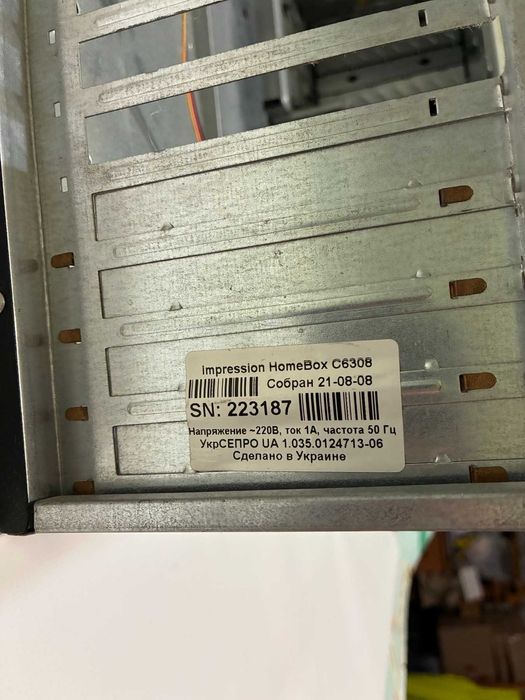 Impression HomeBox C6308
Собран 21-08-08
SN: 223187
Напряжение ~220В, ток 1А, частота 50 Гц
УкрСЕПРО UA 1.035.0124713-06
Сделано в Украине